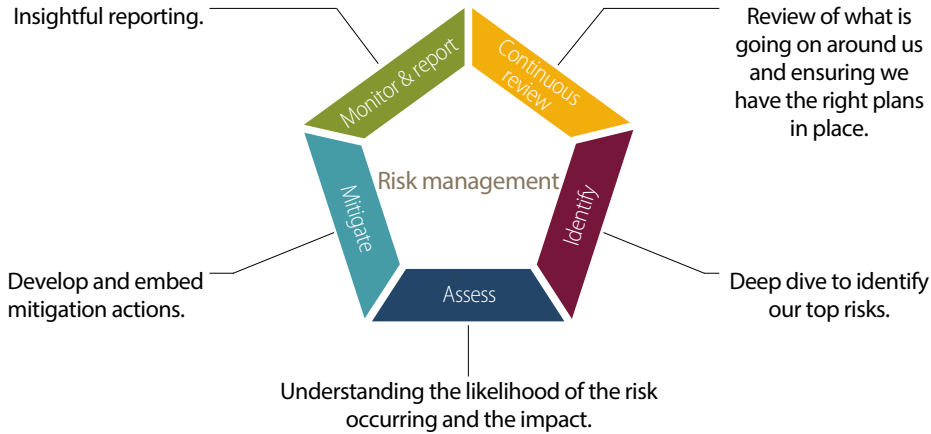 Insightful reporting.
Review of what is
going on around us
and ensuring we
have the right plans
in place.
Monitor & report
Continuous
review
Risk management
Mitigate
Identify
Assess
Develop and embed
mitigation actions.
Deep dive to identify
our top risks.
Understanding the likelihood of the risk
occurring and the impact.